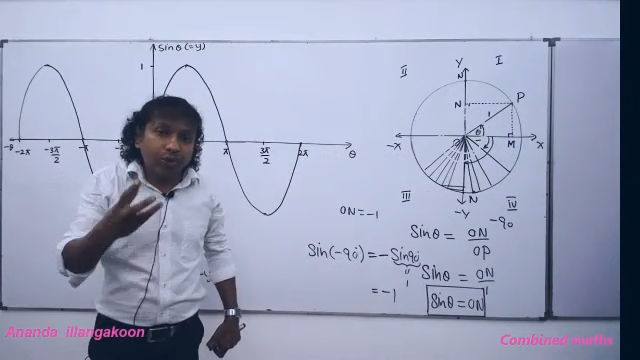 Sinθ (=y)
1
-θ -2π -3π/2 -π π 3π/2 2π θ
II Y I
N
N P
1
θ
-X O M X
III N IV
-Y
-90
ON=-1
Sinθ = ON/OP
Sin(-90) = -Sin90
Sinθ = ON/1
= -1
Sinθ = ON
Ananda illangakoon
Combined maths